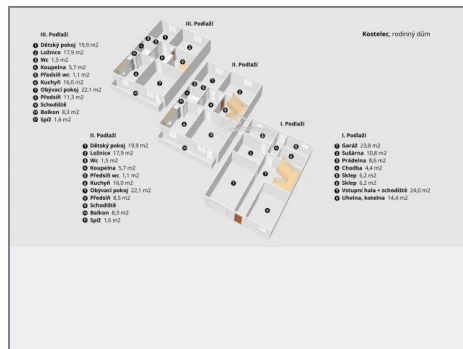 III. Podlaží
Kostelec, rodinný dům
III. Podlaží
1 Dětský pokoj 19,9 m2
2 Ložnice 17,9 m2
3 Wc 1,5 m2
4 Koupelna 5,7 m2
5 Předsíň wc 1,1 m2
6 Kuchyň 16,0 m2
7 Obývací pokoj 22,1 m2
8 Předsíň 11,3 m2
9 Schodiště
10 Balkon 8,3 m2
11 Spíž 1,6 m2
II. Podlaží
I. Podlaží
II. Podlaží
1 Dětský pokoj 19,9 m2
2 Ložnice 17,9 m2
3 Wc 1,5 m2
4 Koupelna 5,7 m2
5 Předsíň wc 1,1 m2
6 Kuchyň 16,0 m2
7 Obývací pokoj 22,1 m2
8 Předsíň 8,5 m2
9 Schodiště
10 Balkon 8,3 m2
11 Spíž 1,6 m2
I. Podlaží
1 Garáž 23,8 m2
2 Sušárna 10,8 m2
3 Prádelna 8,6 m2
4 Chodba 4,4 m2
5 Sklep 6,2 m2
6 Sklep 6,2 m2
7 Vstupní hala + schodiště 24,0 m2
8 Uhelna, kotelna 14,4 m2